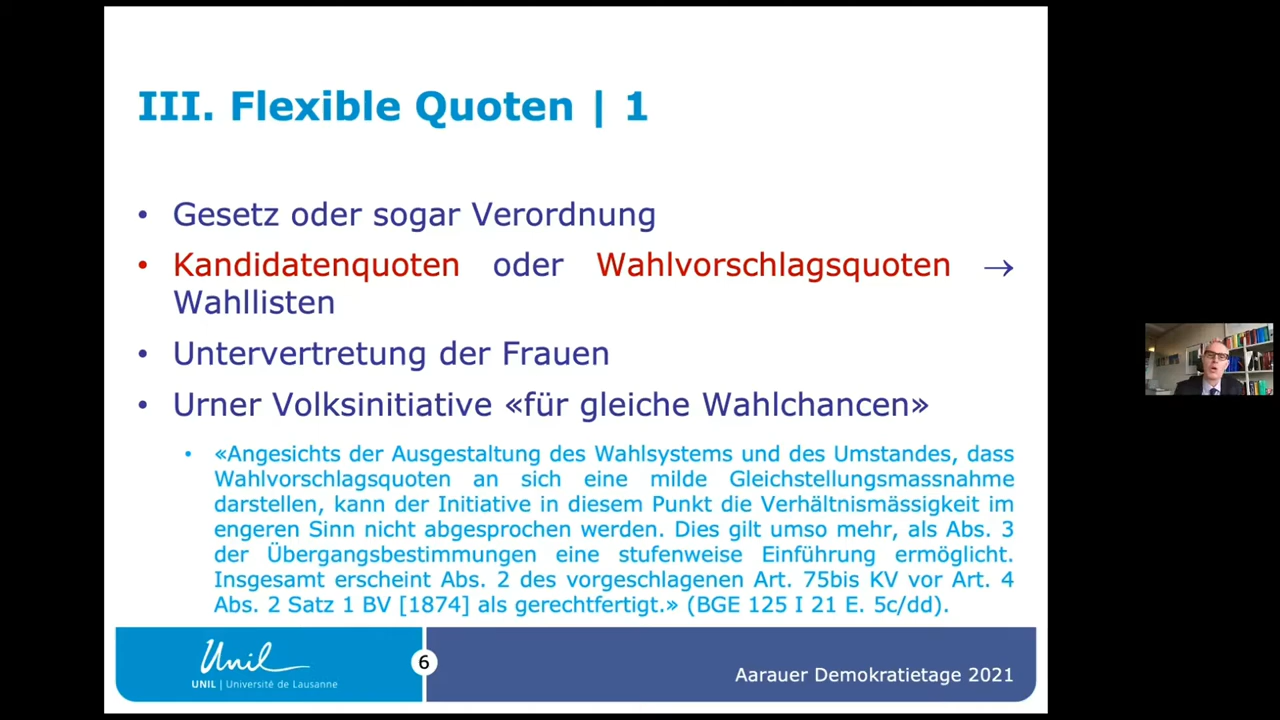 III. Flexible Quoten | 1
• Gesetz oder sogar Verordnung
• Kandidatenquoten oder Wahlvorschlagsquoten →
Wahllisten
• Untervertretung der Frauen
• Urner Volksinitiative «für gleiche Wahlchancen»
• «Angesichts der Ausgestaltung des Wahlsystems und des Umstandes, dass
Wahlvorschlagsquoten an sich eine milde Gleichstellungsmassnahme
darstellen, kann der Initiative in diesem Punkt die Verhältnismässigkeit im
engeren Sinn nicht abgesprochen werden. Dies gilt umso mehr, als Abs. 3
der Übergangsbestimmungen eine stufenweise Einführung ermöglicht.
Insgesamt erscheint Abs. 2 des vorgeschlagenen Art. 75bis KV vor Art. 4
Abs. 2 Satz 1 BV [1874] als gerechtfertigt.» (BGE 125 I 21 E. 5c/dd).
Unil
UNIL | Université de Lausanne
6
Aarauer Demokratietage 2021